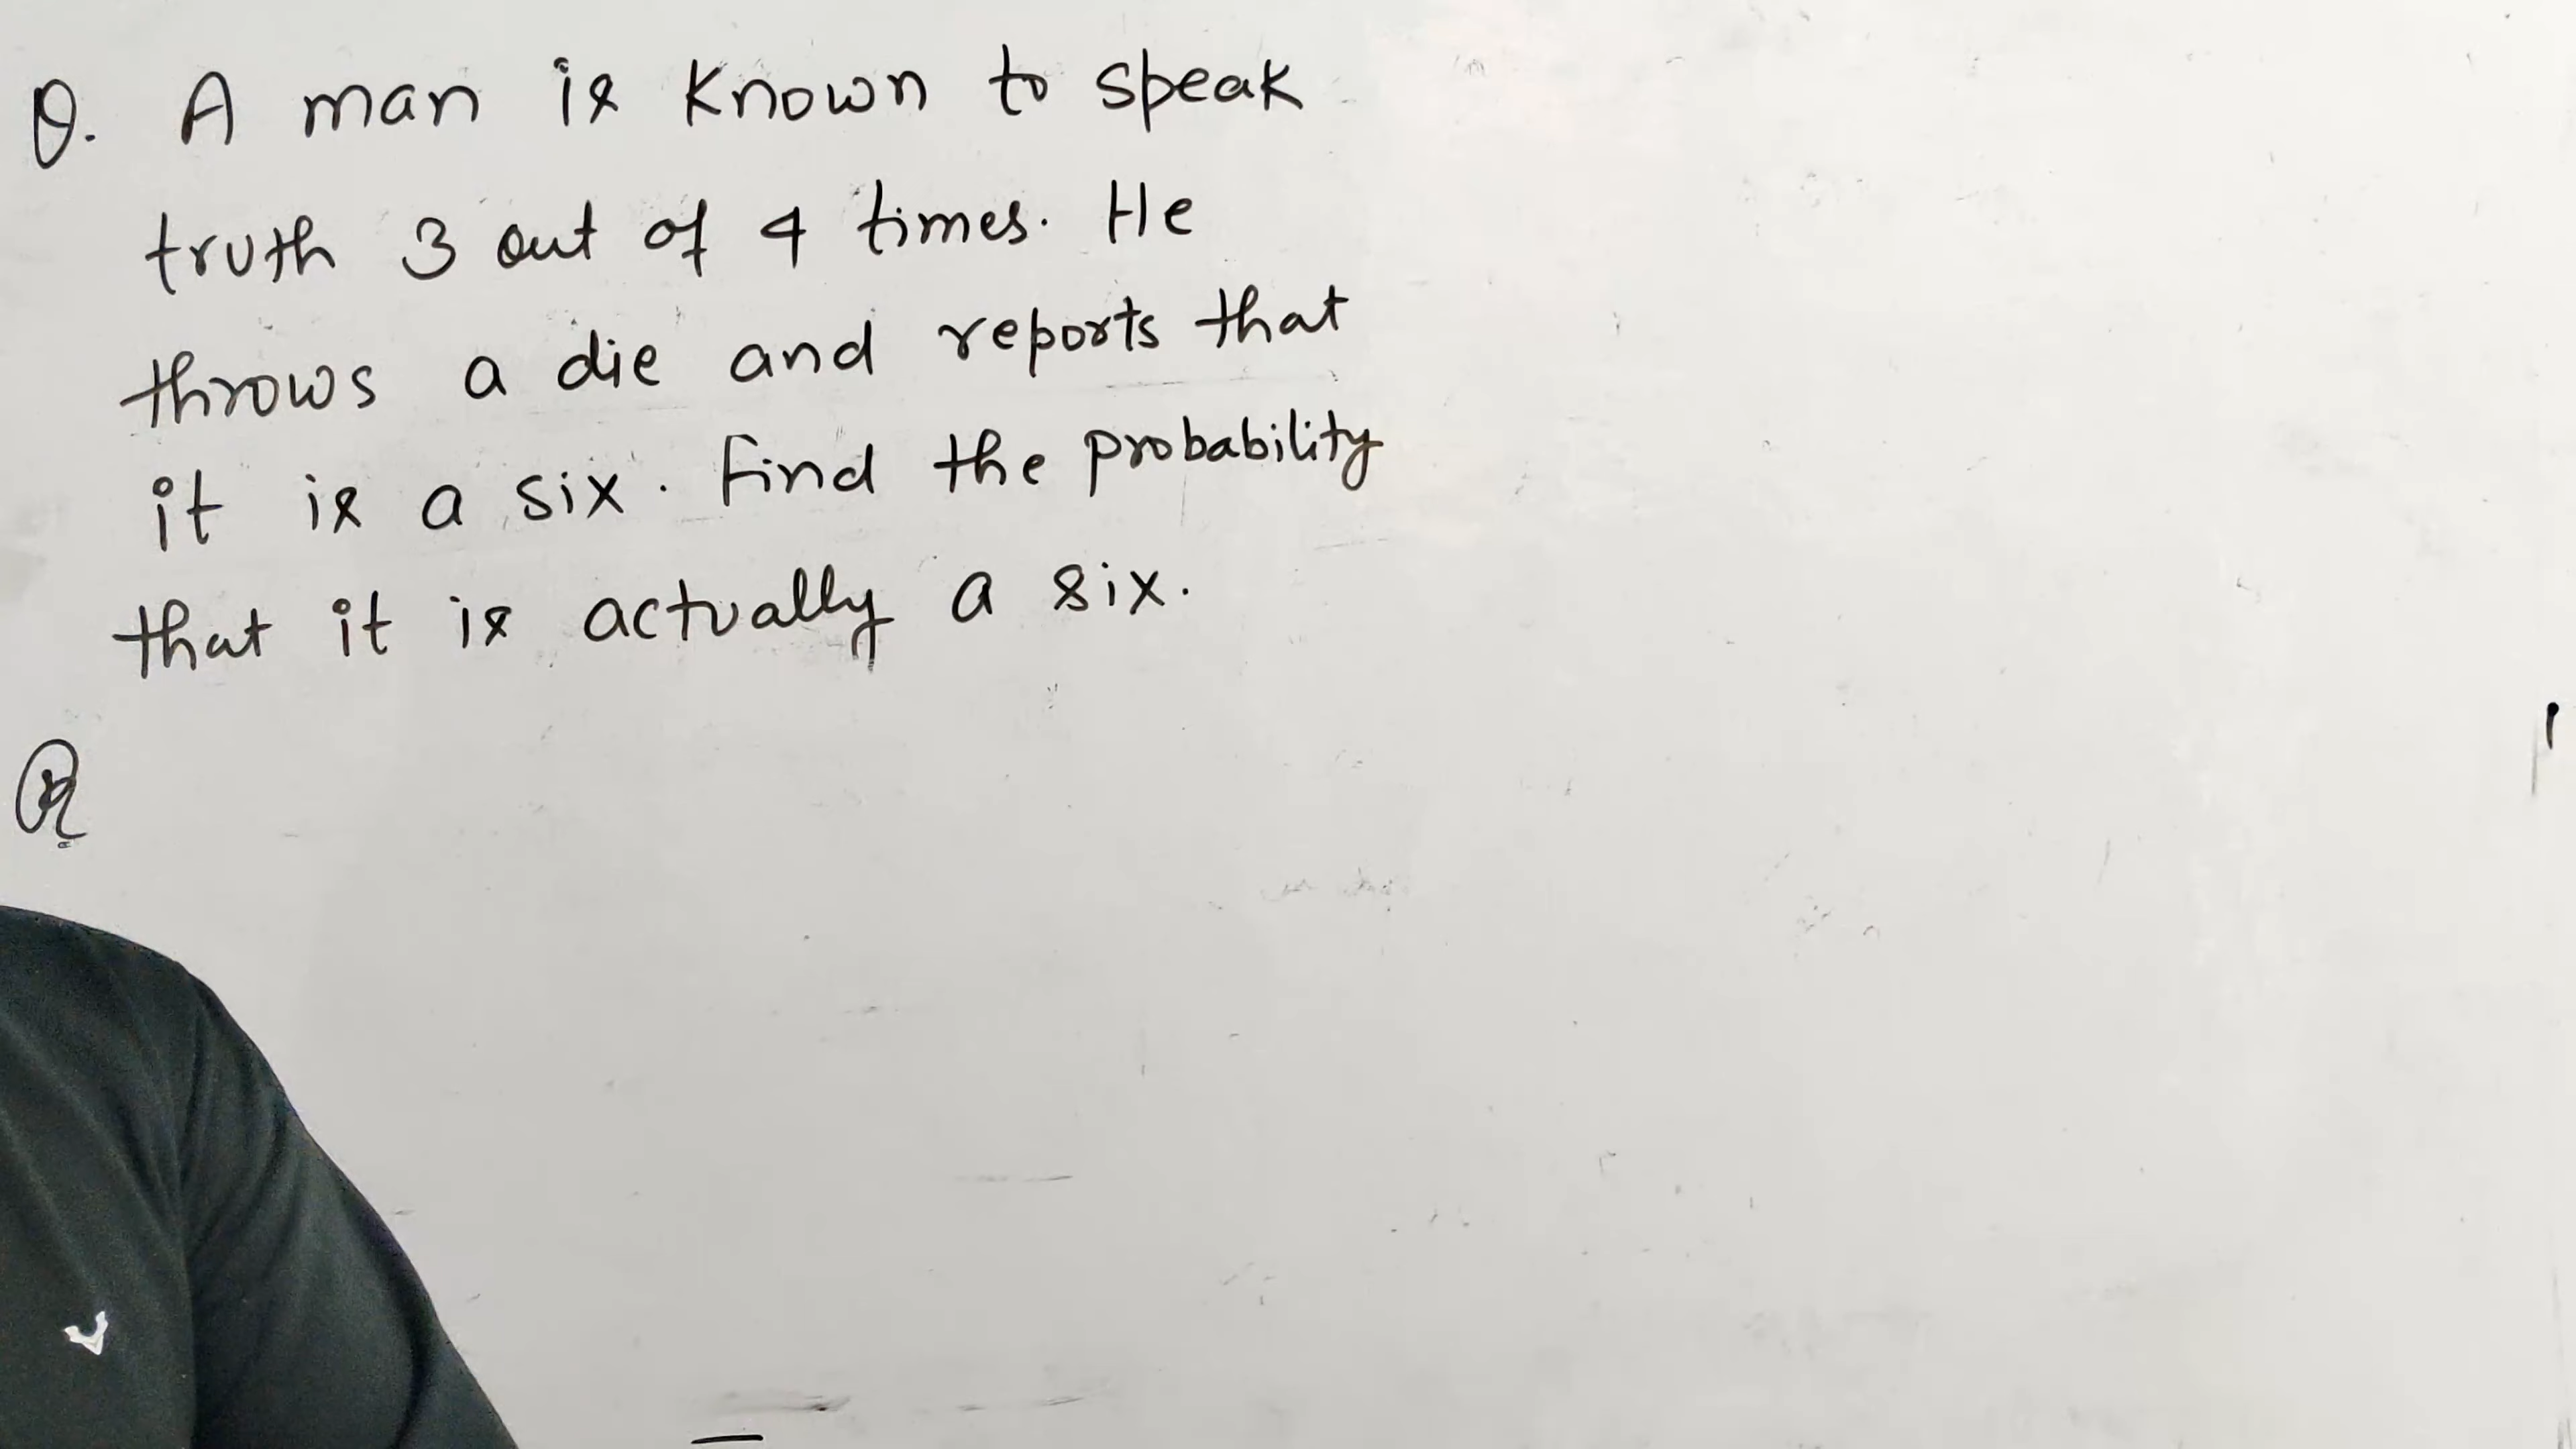 Q. A man is known to speak
truth 3 out of 4 times. He
throws a die and reports that
it is a six. Find the probability
that it is actually a six.